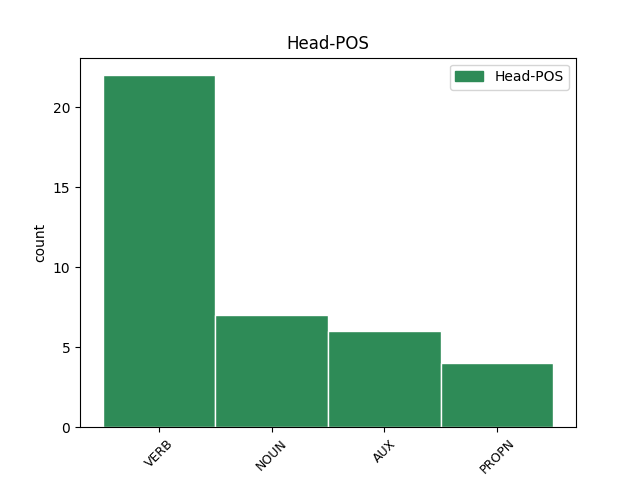 Head-POS
Head-POS
20
15
10
5
0
count
VERB
NOUN
AUX
PROPN